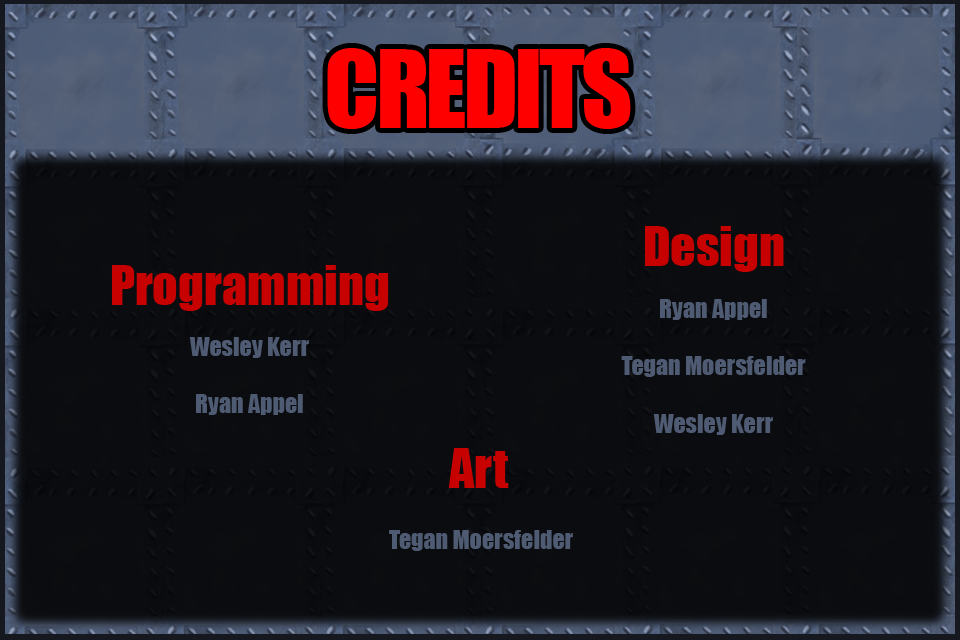 CREDITS
Programming
Wesley Kerr
Ryan Appel
Design
Ryan Appel
Tegan Moersfelder
Wesley Kerr
Art
Tegan Moersfelder